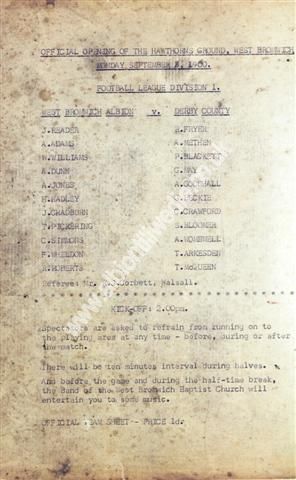 OFFICIAL OPENING OF THE HAWTHORNS GROUND, WEST BROMWICH
MONDAY SEPTEMBER 3, 1900.
FOOTBALL LEAGUE DIVISION 1.
WEST BROMWICH ALBION v. DERBY COUNTY
J.READER H.FRYER
A.ADAMS A.METHEN
W.WILLIAMS P.BLACKETT
A.DUNN G.MAY
A.JONES A.GOODALL
H.HADLEY C.LECKIE
J.CHADBURN C.CRAWFORD
T.PICKERING S.BLOOMER
C.SIMMONS A.WOMBWELL
F.WHELDON T.ARKESDEN
R.ROBERTS T.McQUEEN
Referee: Mr. Corbett, Walsall.
KICK-OFF: 2.00pm.
Spectators are asked to refrain from running on to
the playing area at any time - before, during or after
the match.
There will be ten minutes interval during halves.
And before the game and during the half-time break,
the Band of the West Bromwich Baptist Church will
entertain you to some music.
OFFICIAL TEAM SHEET - PRICE 1d.